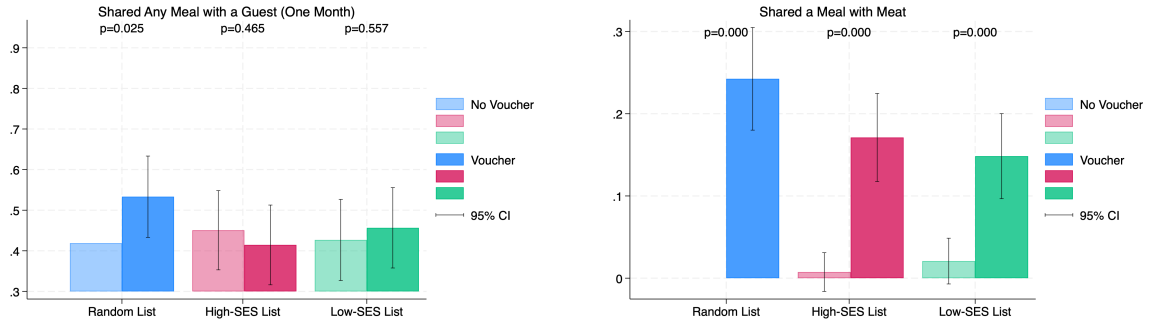 Shared Any Meal with a Guest (One Month)
p=0.025 p=0.465 p=0.557
.9
.8
.7
.6
.5
.4
.3
Random List High-SES List Low-SES List
No Voucher
Voucher
95% CI
Shared a Meal with Meat
p=0.000 p=0.000 p=0.000
.3
.2
.1
0
Random List High-SES List Low-SES List
No Voucher
Voucher
95% CI